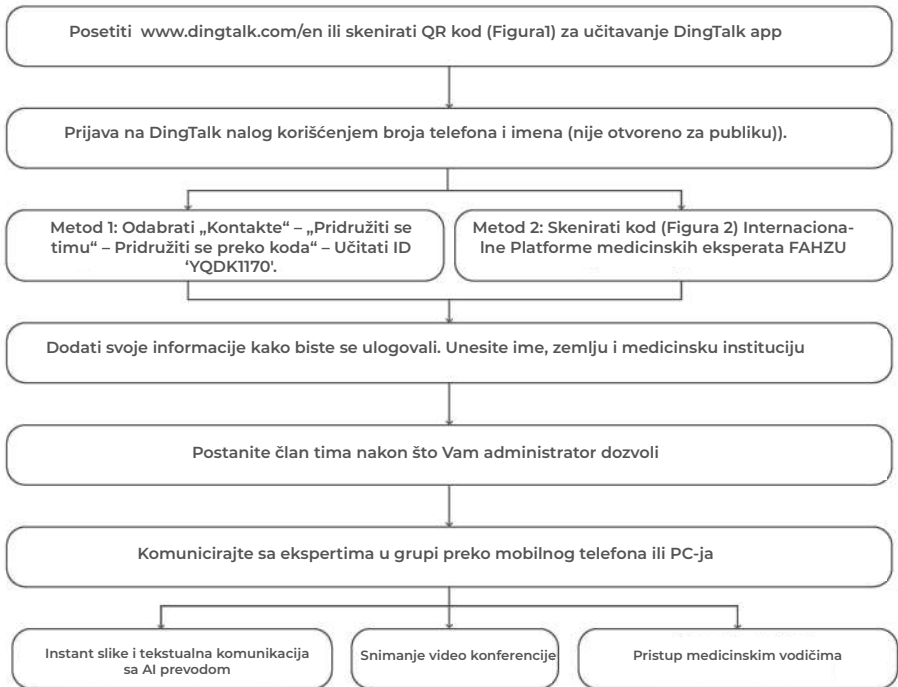 Posetiti  www.dingtalk.com/en ili skenirati QR kod (Figura1) za učitavanje DingTalk app
Prijava na DingTalk nalog korišćenjem broja telefona i imena (nije otvoreno za publiku)).
Metod 1: Odabrati „Kontakte“ – „Pridružiti se
timu“ – Pridružiti se preko koda“ – Učitati ID
‘YQDK1170'.
Metod 2: Skenirati kod (Figura 2) Internaciona-
lne Platforme medicinskih eksperata FAHZU
Dodati svoje informacije kako biste se ulogovali. Unesite ime, zemlju i medicinsku instituciju
Postanite član tima nakon što Vam administrator dozvoli
Komunicirajte sa ekspertima u grupi preko mobilnog telefona ili PC-ja
Instant slike i tekstualna komunikacija
sa AI prevodom
Snimanje video konferencije
Pristup medicinskim vodičima